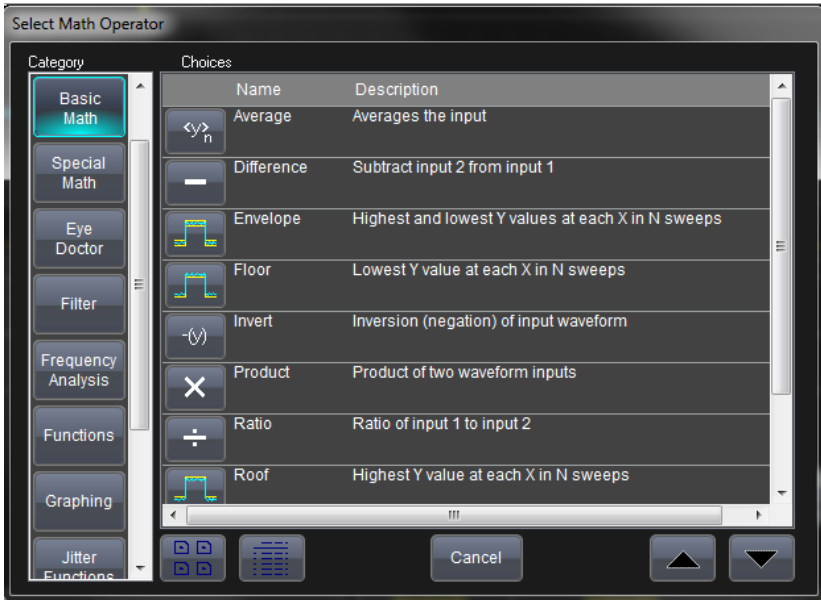 Select Math Operator
Category
Choices
Basic
Math
Special
Math
Eye
Doctor
Filter
Frequency
Analysis
Functions
Graphing
Jitter
Functions
Name Description
<y>n Average Averages the input
Difference Subtract input 2 from input 1
Envelope Highest and lowest Y values at each X in N sweeps
Floor Lowest Y value at each X in N sweeps
-(y) Invert Inversion (negation) of input waveform
Product Product of two waveform inputs
Ratio Ratio of input 1 to input 2
Roof Highest Y value at each X in N sweeps
Cancel